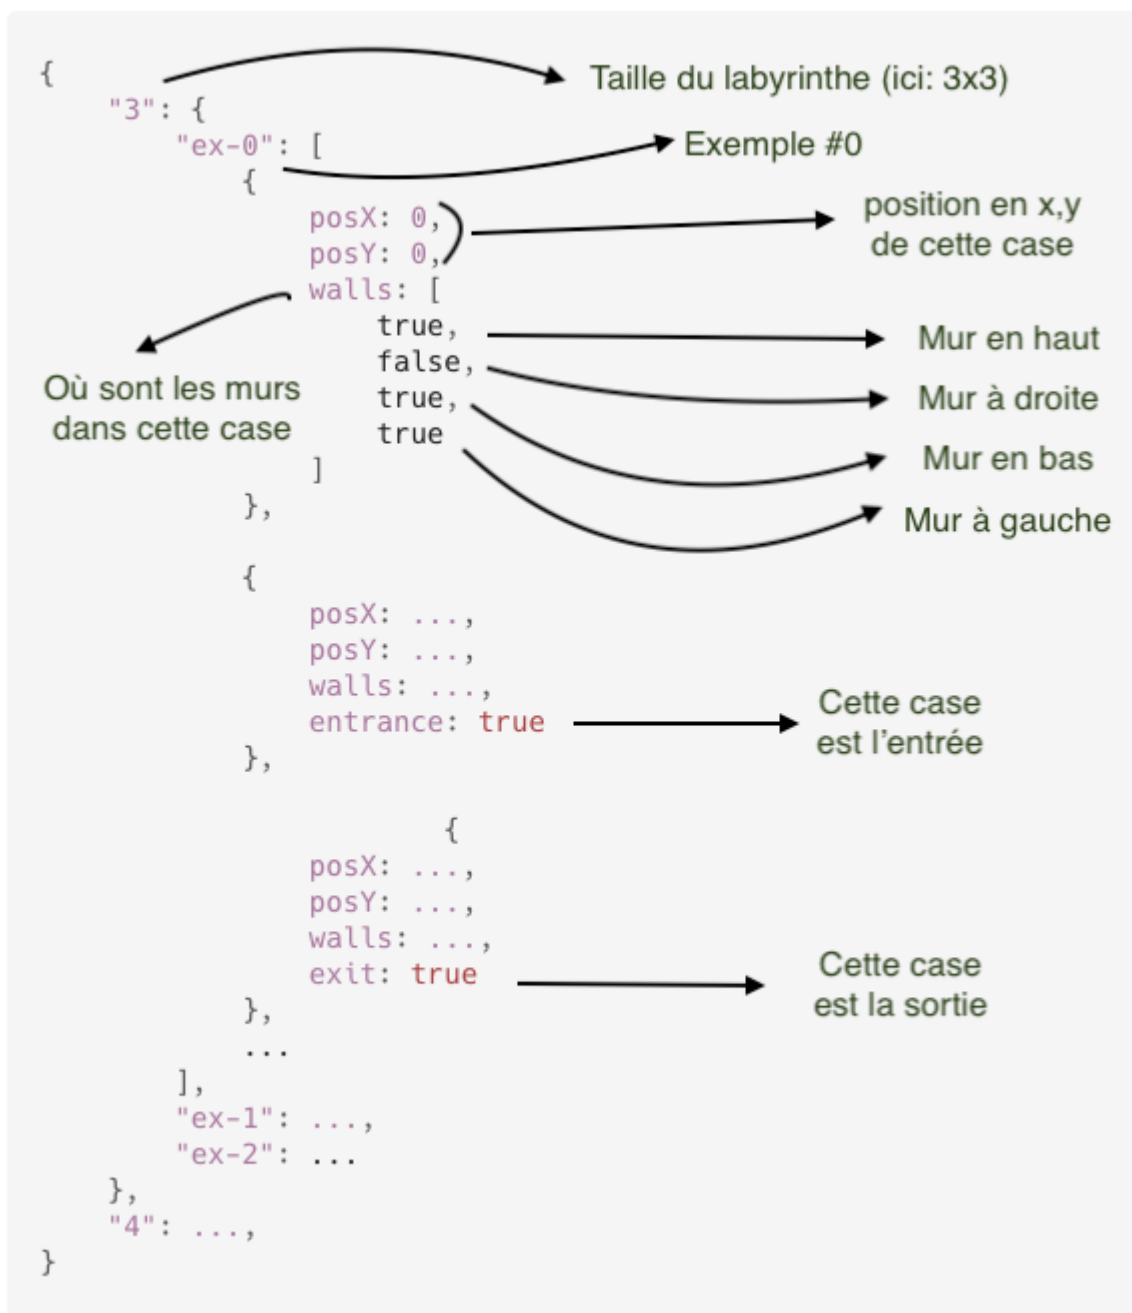 {
"3": {
Taille du labyrinthe (ici: 3x3)
"ex-0": [
Exemple #0
{
posX: 0,
posY: 0,
position en x,y
de cette case
walls: [
Où sont les murs
dans cette case
true,
Mur en haut
false,
Mur à droite
true,
Mur en bas
true
Mur à gauche
]
},
{
posX: ...,
posY: ...,
walls: ...,
entrance: true
Cette case
est l'entrée
},
{
posX: ...,
posY: ...,
walls: ...,
exit: true
Cette case
est la sortie
},
...
],
"ex-1": ...,
"ex-2": ...
},
"4": ...,
}